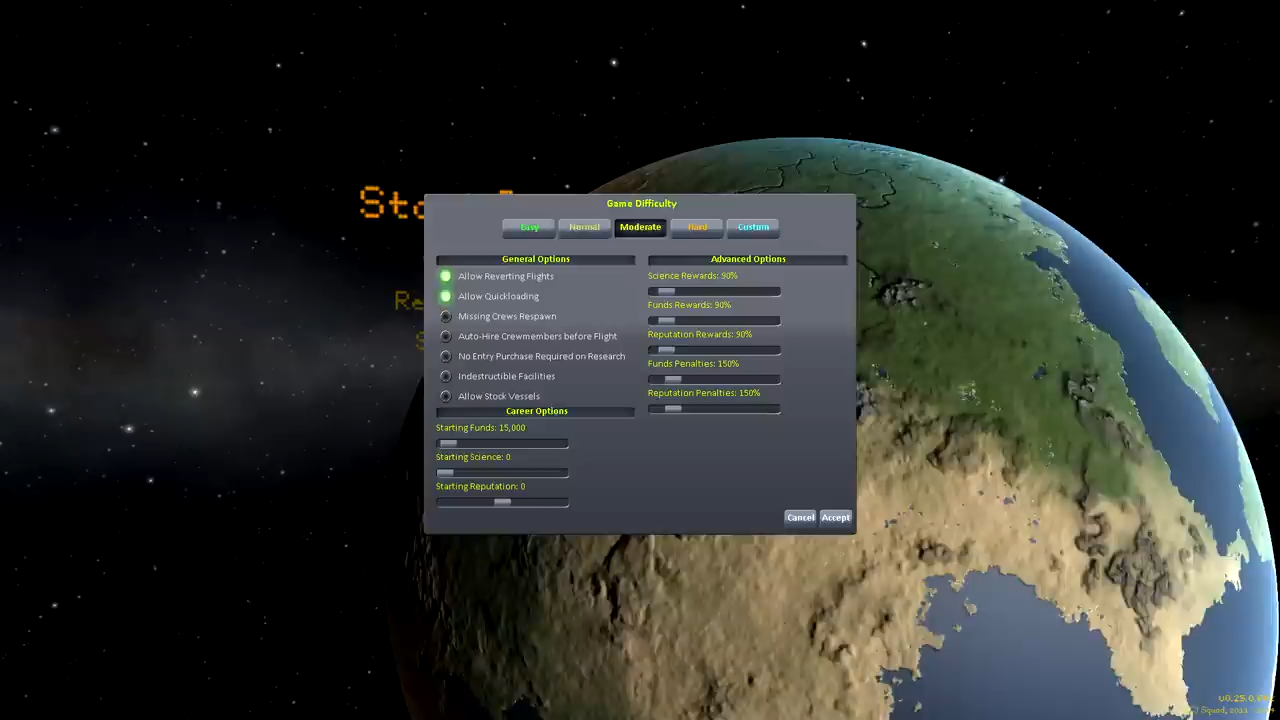 Game Difficulty
Easy Normal Moderate Hard Custom
General Options
Allow Reverting Flights
Allow Quickloading
Missing Crews Respawn
Auto-Hire Crewmembers before Flight
No Entry Purchase Required on Research
Indestructible Facilities
Allow Stock Vessels
Career Options
Starting Funds: 15,000
Starting Science: 0
Starting Reputation: 0
Advanced Options
Science Rewards: 90%
Funds Rewards: 90%
Reputation Rewards: 90%
Funds Penalties: 150%
Reputation Penalties: 150%
Cancel Accept
Squad,